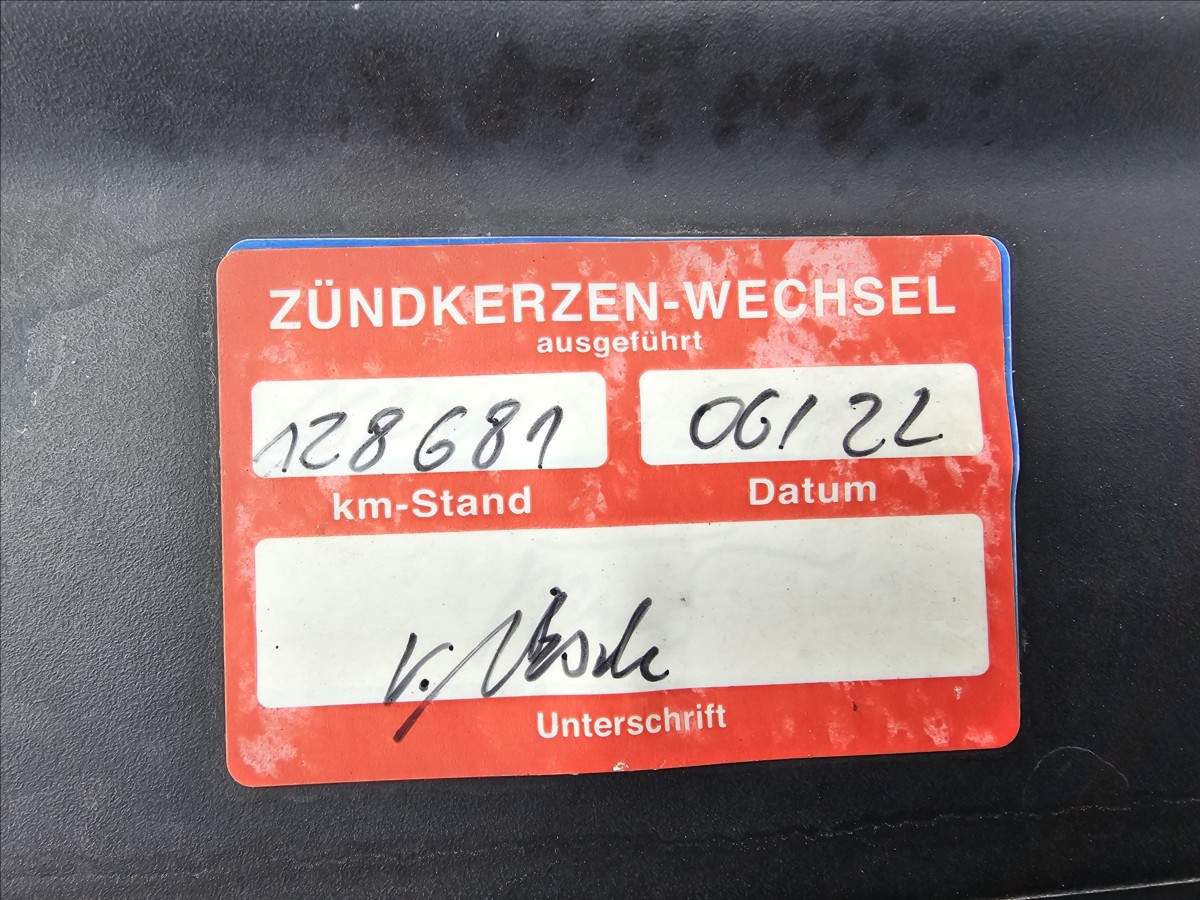 ZÜNDKERZEN-WECHSEL
ausgeführt
128681 06/22
km-Stand Datum
Unterschrift